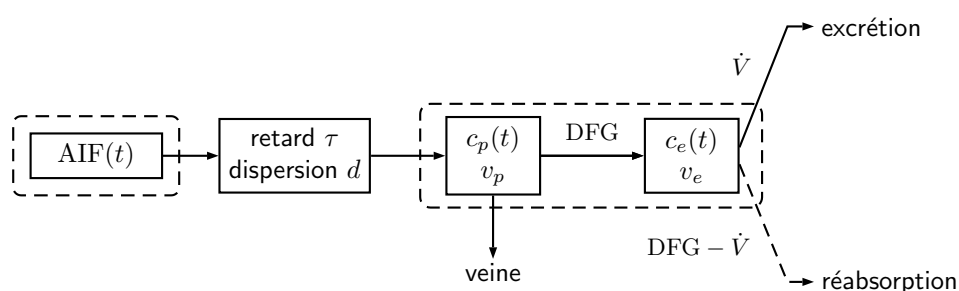 excrétion
V̇
AIF(t)
retard τ
dispersion d
c_p(t)
v_p
DFG
c_e(t)
v_e
DFG − V̇
veine
réabsorption